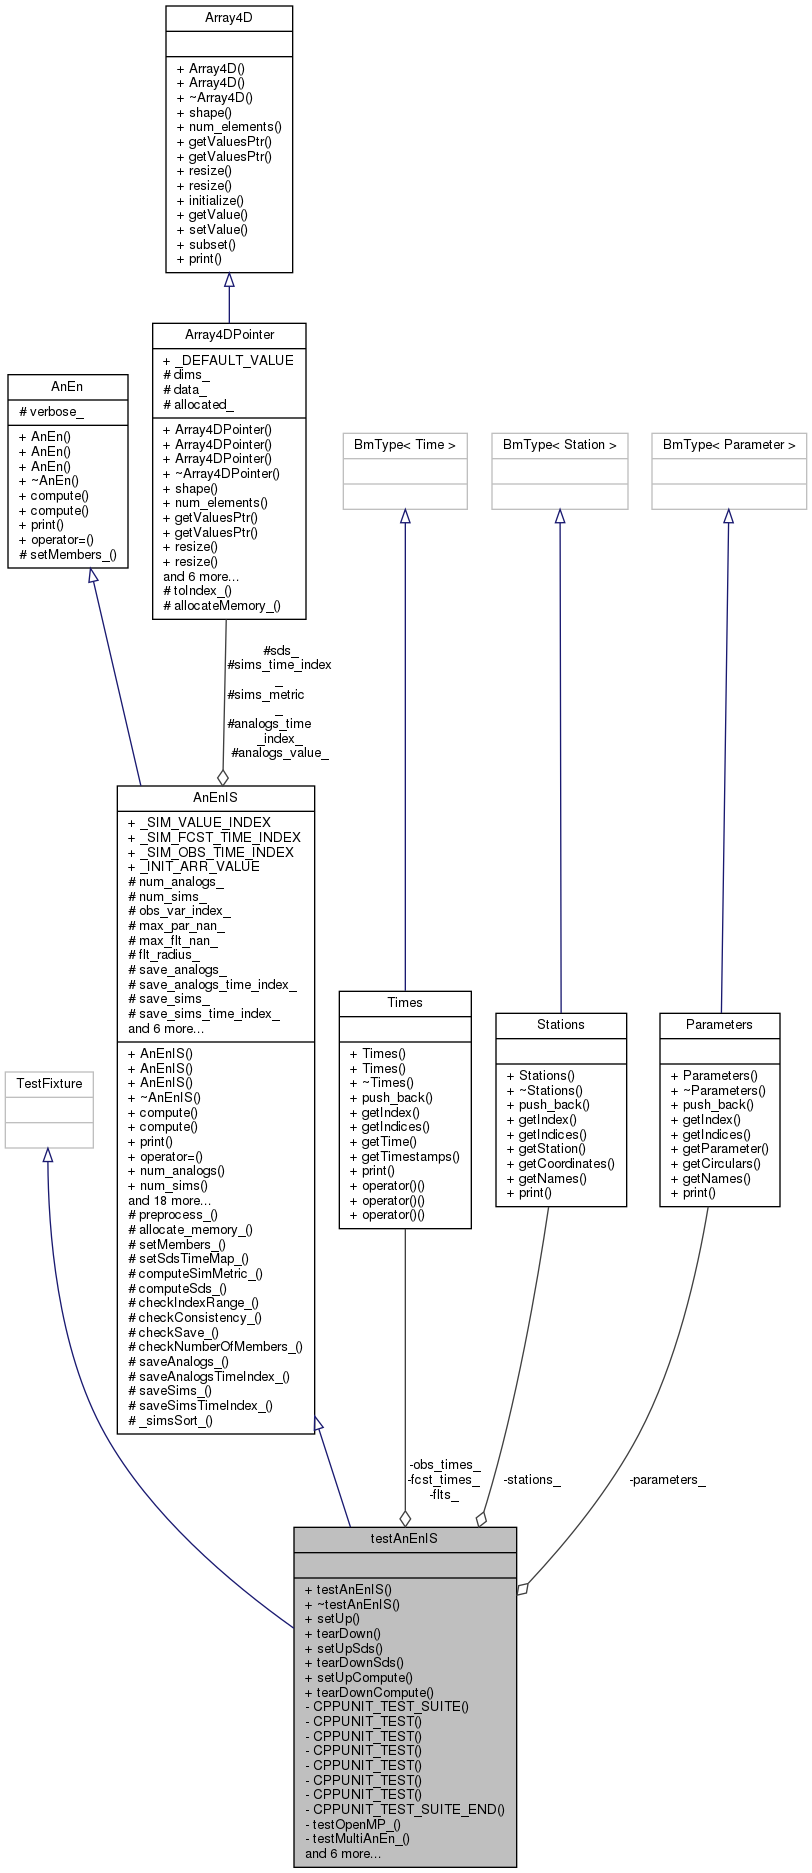 Array4D
+ Array4D()
+ Array4D()
+ ~Array4D()
+ shape()
+ num_elements()
+ getValuesPtr()
+ getValuesPtr()
+ resize()
+ resize()
+ initialize()
+ getValue()
+ setValue()
+ subset()
+ print()
Array4DPointer
+ _DEFAULT_VALUE
# dims_
# data_
# allocated_
+ Array4DPointer()
+ Array4DPointer()
+ Array4DPointer()
+ ~Array4DPointer()
+ shape()
+ num_elements()
+ getValuesPtr()
+ getValuesPtr()
+ resize()
+ resize()
and 6 more...
# toIndex_()
# allocateMemory_()
AnEn
# verbose_
+ AnEn()
+ AnEn()
+ AnEn()
+ ~AnEn()
+ compute()
+ compute()
+ print()
+ operator=()
# setMembers_()
BmType< Time >
BmType< Station >
BmType< Parameter >
#sds_
#sims_time_index
_
#sims_metric
_
#analogs_time
_index_
#analogs_value_
AnEnIS
+ _SIM_VALUE_INDEX
+ _SIM_FCST_TIME_INDEX
+ _SIM_OBS_TIME_INDEX
+ _INIT_ARR_VALUE
# num_analogs_
# num_sims_
# obs_var_index_
# max_par_nan_
# max_flt_nan_
# flt_radius_
# save_analogs_
# save_analogs_time_index_
# save_sims_
# save_sims_time_index_
and 6 more...
+ AnEnIS()
+ AnEnIS()
+ AnEnIS()
+ ~AnEnIS()
+ compute()
+ compute()
+ print()
+ operator=()
+ num_analogs()
+ num_sims()
and 18 more...
# preprocess_()
# allocate_memory_()
# setMembers_()
# setSdsTimeMap_()
# computeSimMetric_()
# computeSds_()
# checkIndexRange_()
# checkConsistency_()
# checkSave_()
# checkNumberOfMembers_()
# saveAnalogs_()
# saveAnalogsTimeIndex_()
# saveSims_()
# saveSimsTimeIndex_()
# _simsSort_()
Times
+ Times()
+ Times()
+ ~Times()
+ push_back()
+ getIndex()
+ getIndices()
+ getTime()
+ getTimestamps()
+ print()
+ operator()()
+ operator()()
+ operator()()
Stations
+ Stations()
+ ~Stations()
+ push_back()
+ getIndex()
+ getIndices()
+ getStation()
+ getCoordinates()
+ getNames()
+ print()
Parameters
+ Parameters()
+ ~Parameters()
+ push_back()
+ getIndex()
+ getIndices()
+ getParameter()
+ getCirculars()
+ getNames()
+ print()
TestFixture
-obs_times_
-fcst_times_
-flts_
-stations_
-parameters_
testAnEnIS
+ testAnEnIS()
+ ~testAnEnIS()
+ setUp()
+ tearDown()
+ setUpSds()
+ tearDownSds()
+ setUpCompute()
+ tearDownCompute()
- CPPUNIT_TEST_SUITE()
- CPPUNIT_TEST()
- CPPUNIT_TEST()
- CPPUNIT_TEST()
- CPPUNIT_TEST()
- CPPUNIT_TEST()
- CPPUNIT_TEST()
- CPPUNIT_TEST_SUITE_END()
- testOpenMP_()
- testMultiAnEn_()
and 6 more...